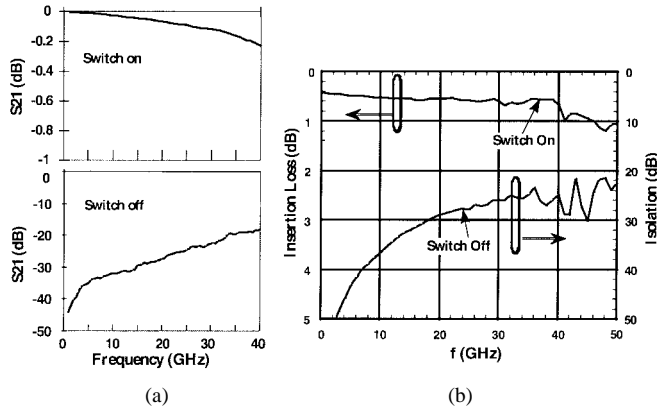 0
-0.2
-0.4
-0.6
-0.8
-1
S21 (dB)
Switch on
0
-10
-20
-30
-40
-50
S21 (dB)
Switch off
0 10 20 30 40
Frequency (GHz)
(a)
0
1
2
3
4
5
Insertion Loss (dB)
Switch On
Switch Off
0
10
20
30
40
50
Isolation (dB)
0 10 20 30 40 50
f (GHz)
(b)